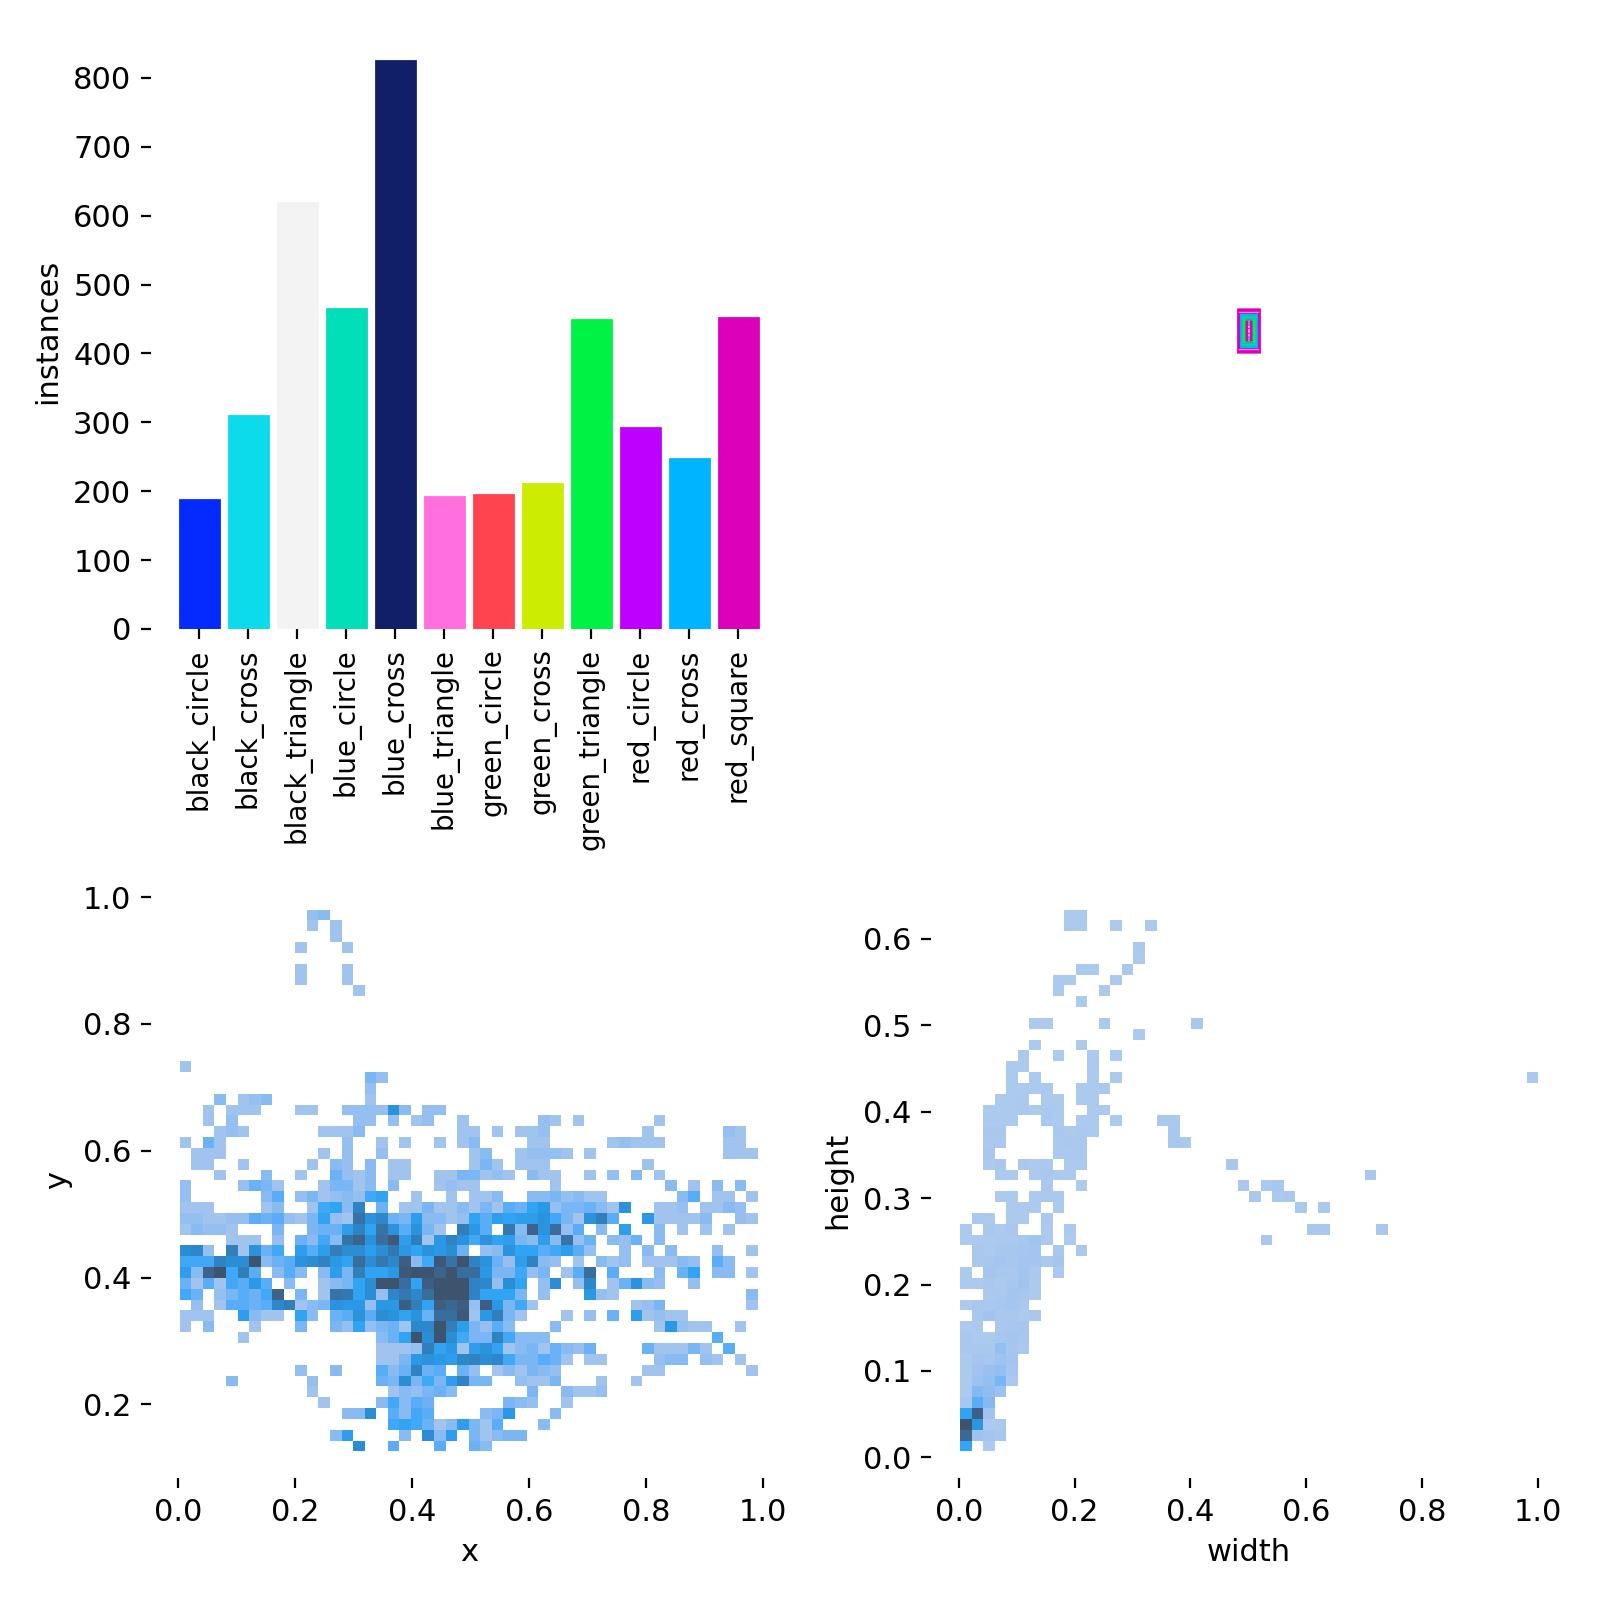 800
700
600
500
400
300
200
100
0
instances
black_circle
black_cross
black_triangle
blue_circle
blue_cross
blue_triangle
green_circle
green_cross
green_triangle
red_circle
red_cross
red_square
1.0
0.8
0.6
0.4
0.2
y
0.0 0.2 0.4 0.6 0.8 1.0
x
0.6
0.5
0.4
0.3
0.2
0.1
0.0
height
0.0 0.2 0.4 0.6 0.8 1.0
width